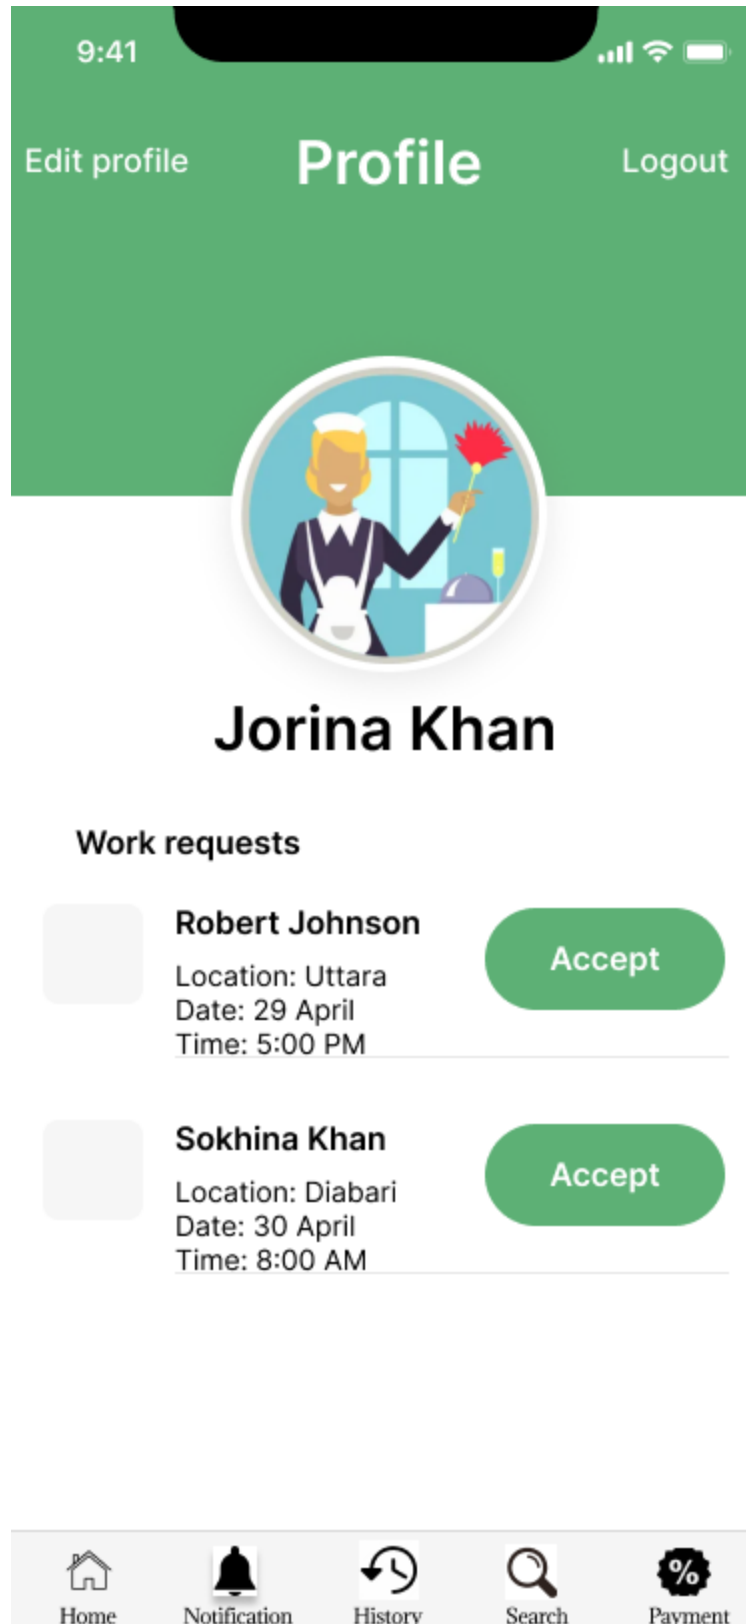 9:41
Edit profile Profile Logout
Jorina Khan
Work requests
Robert Johnson
Location: Uttara
Date: 29 April
Time: 5:00 PM
Accept
Sokhina Khan
Location: Diabari
Date: 30 April
Time: 8:00 AM
Accept
%
Home Notification History Search Payment